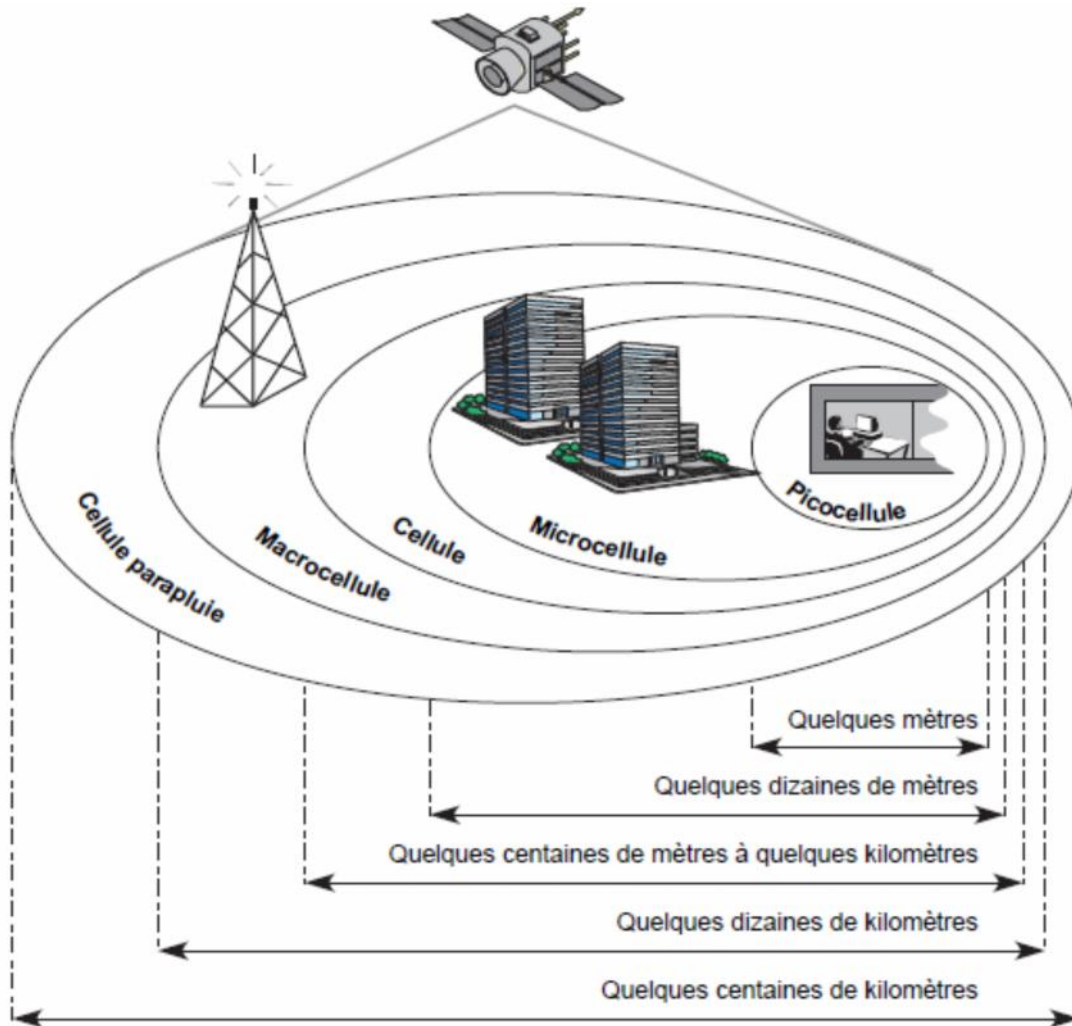 Cellule parapluie
Macrocellule
Cellule
Microcellule
Picocellule
Quelques mètres
Quelques dizaines de mètres
Quelques centaines de mètres à quelques kilomètres
Quelques dizaines de kilomètres
Quelques centaines de kilomètres